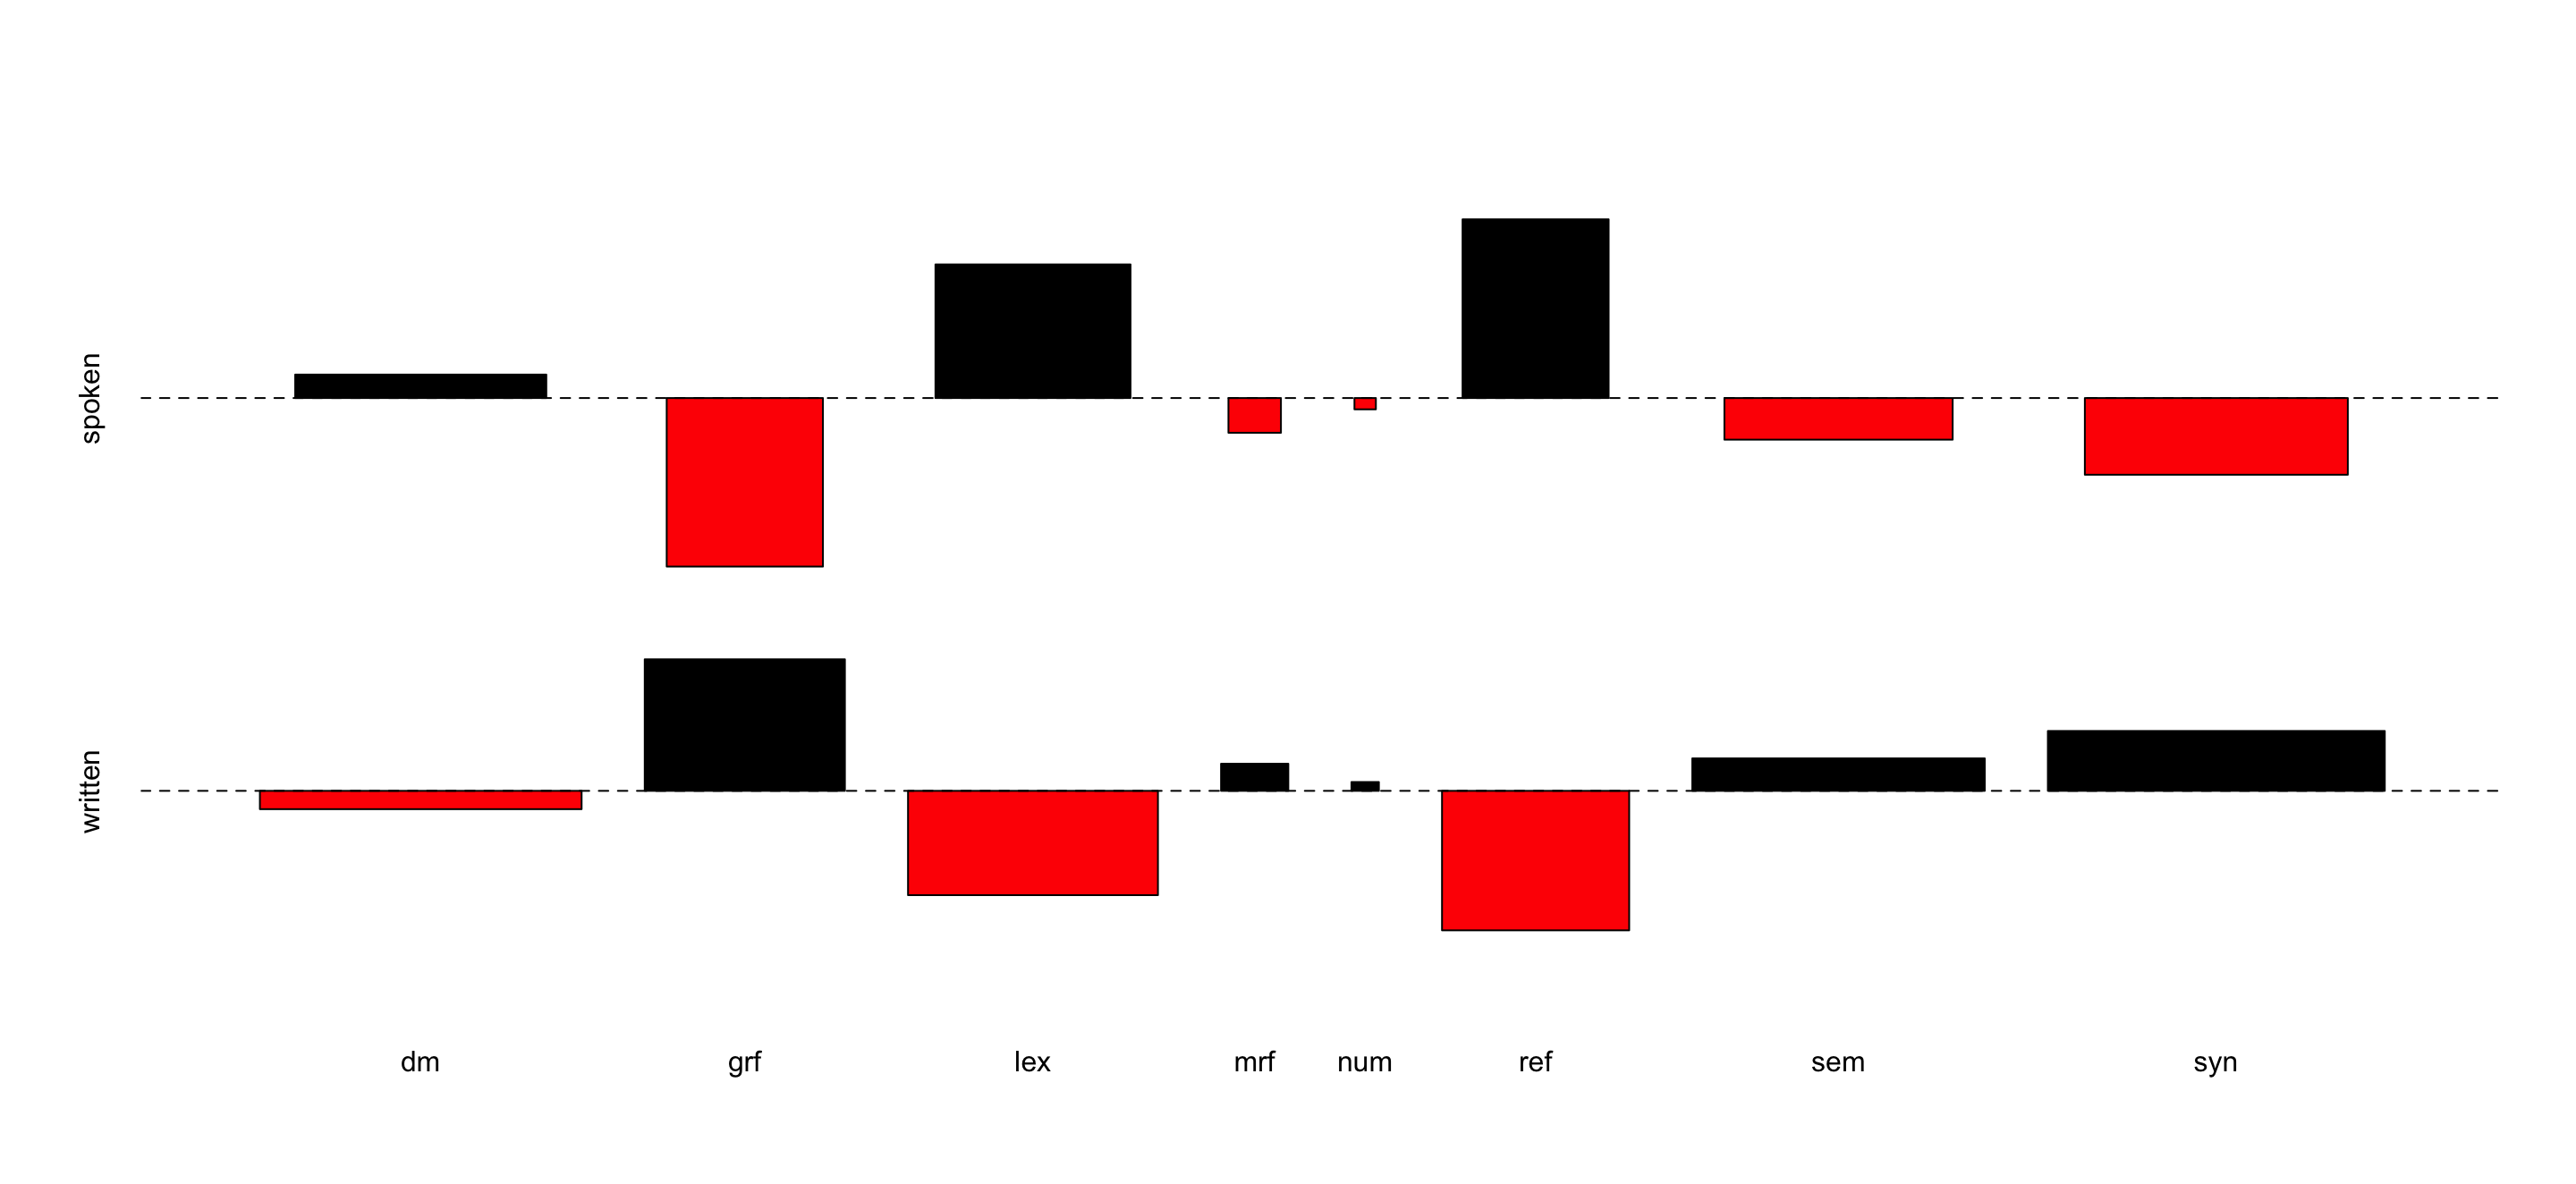 spoken
written
dm grf lex mrf num ref sem syn